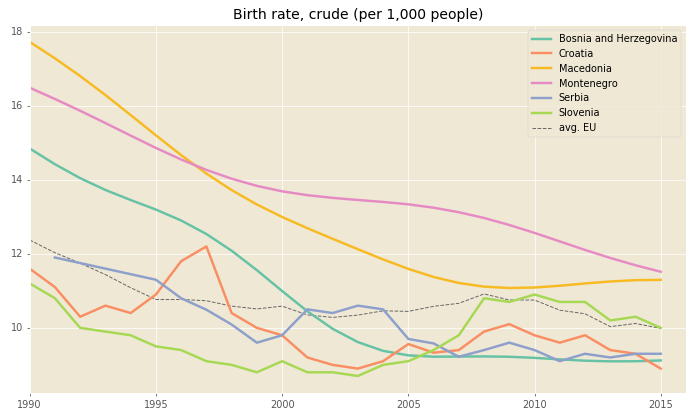 Birth rate, crude (per 1,000 people)
18
16
14
12
10
1990
1995
2000
2005
2010
2015
Bosnia and Herzegovina
Croatia
Macedonia
Montenegro
Serbia
Slovenia
avg. EU